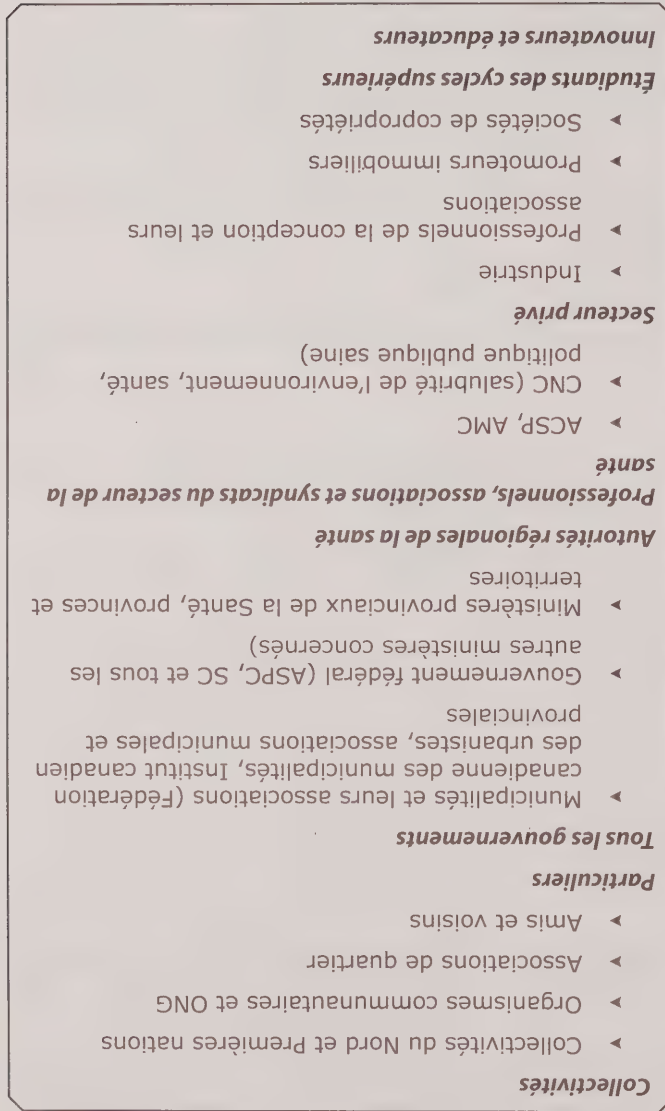 Collectivités
➤ Collectivités du Nord et Premières nations
➤ Organismes communautaires et ONG
➤ Associations de quartier
➤ Amis et voisins
Particuliers
Tous les gouvernements
➤ Municipalités et leurs associations (Fédération
canadienne des municipalités, Institut canadien
des urbanistes, associations municipales et
provinciales
➤ Gouvernement fédéral (ASPC, SC et tous les
autres ministères concernés)
➤ Ministères provinciaux de la Santé, provinces et
territoires
Autorités régionales de la santé
Professionnels, associations et syndicats du secteur de la
santé
➤ ACSP, AMC
➤ CNC (salubrité de l'environnement, santé,
politique publique saine)
Secteur privé
➤ Industrie
➤ Professionnels de la conception et leurs
associations
➤ Promoteurs immobiliers
➤ Sociétés de copropriétés
Étudiants des cycles supérieurs
Innovateurs et éducateurs